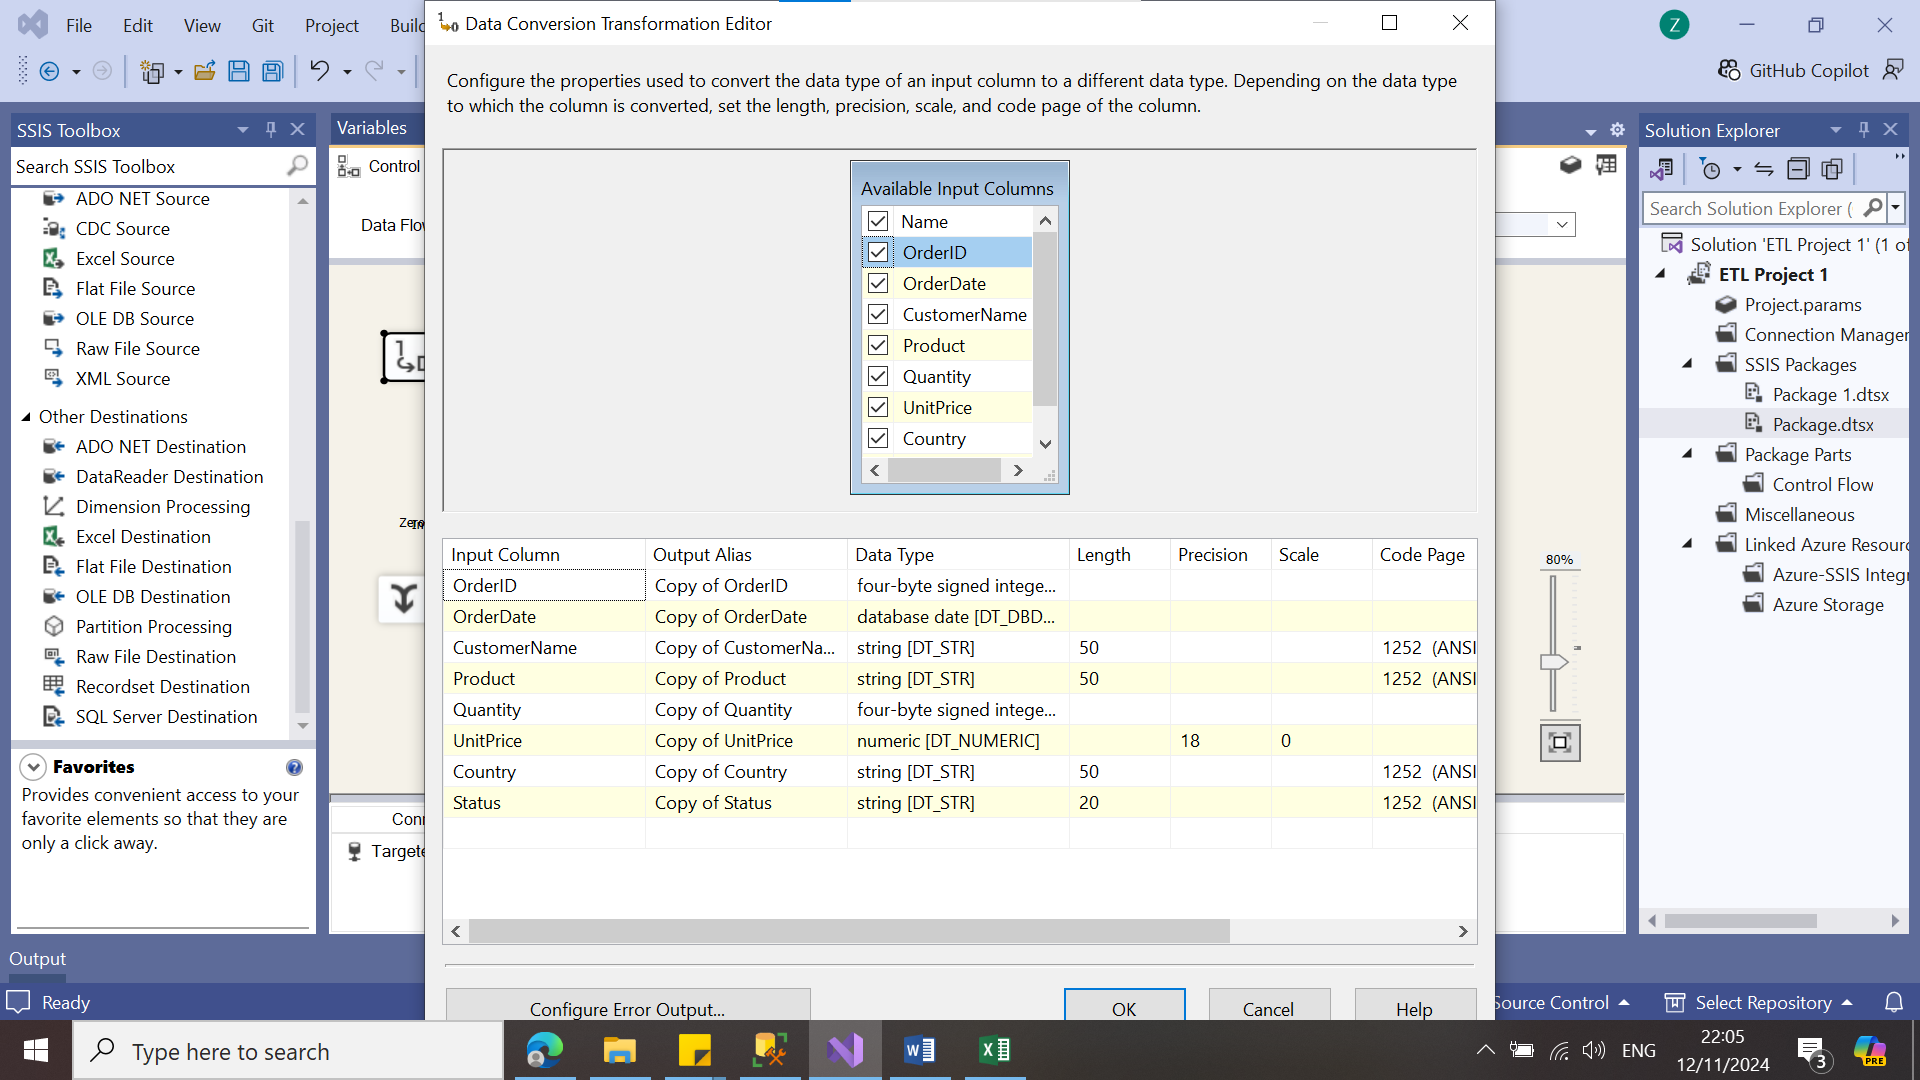 File Edit View Git Project
Data Conversion Transformation Editor
Z
GitHub Copilot
Configure the properties used to convert the data type of an input column to a different data type. Depending on the data type
to which the column is converted, set the length, precision, scale, and code page of the column.
SSIS Toolbox
Search SSIS Toolbox
ADO NET Source
CDC Source
Excel Source
Flat File Source
OLE DB Source
Raw File Source
XML Source
Other Destinations
ADO NET Destination
DataReader Destination
Dimension Processing
Excel Destination
Flat File Destination
OLE DB Destination
Partition Processing
Raw File Destination
Recordset Destination
SQL Server Destination
Favorites
Provides convenient access to your
favorite elements so that they are
only a click away.
Variables
Control
Data Flo
Zero
Conn
Targete
Available Input Columns
Name
OrderID
OrderDate
CustomerName
Product
Quantity
UnitPrice
Country
Input Column Output Alias Data Type Length Precision Scale Code Page
OrderID Copy of OrderID four-byte signed intege...
OrderDate Copy of OrderDate database date [DT_DBD...
CustomerName Copy of CustomerNa... string [DT_STR] 50 1252 (ANSI
Product Copy of Product string [DT_STR] 50 1252 (ANSI
Quantity Copy of Quantity four-byte signed intege...
UnitPrice Copy of UnitPrice numeric [DT_NUMERIC] 18 0
Country Copy of Country string [DT_STR] 50 1252 (ANSI
Status Copy of Status string [DT_STR] 20 1252 (ANSI
Configure Error Output... OK Cancel Help
80%
Solution Explorer
Search Solution Explorer (
Solution 'ETL Project 1' (1 of
ETL Project 1
Project.params
Connection Manager
SSIS Packages
Package 1.dtsx
Package.dtsx
Package Parts
Control Flow
Miscellaneous
Linked Azure Resour
Azure-SSIS Integr
Azure Storage
Output
Ready
Source Control Select Repository
Type here to search
ENG
22:05
12/11/2024
3
PRE